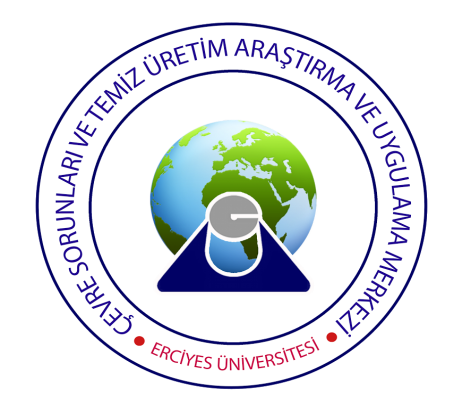 ÇEVRE SORUNLARI VE TEMİZ ÜRETİM ARAŞTIRMA VE UYGULAMA MERKEZİ
• ERCİYES ÜNİVERSİTESİ •